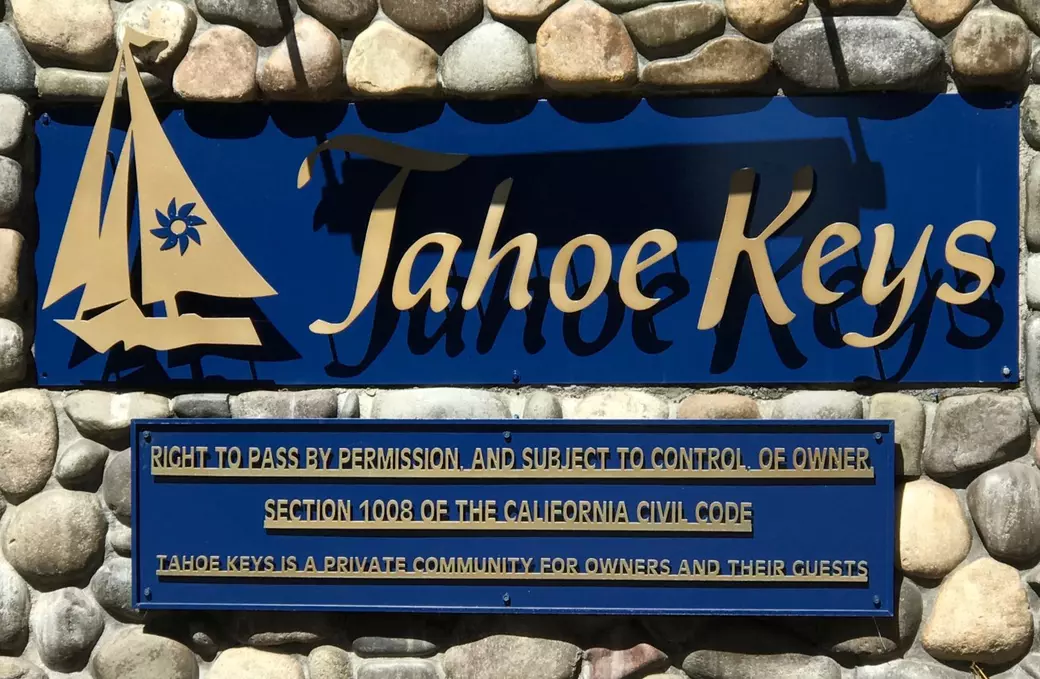 Tahoe Keys
RIGHT TO PASS BY PERMISSION, AND SUBJECT TO CONTROL, OF OWNER,
SECTION 1008 OF THE CALIFORNIA CIVIL CODE
TAHOE KEYS IS A PRIVATE COMMUNITY FOR OWNERS AND THEIR GUESTS